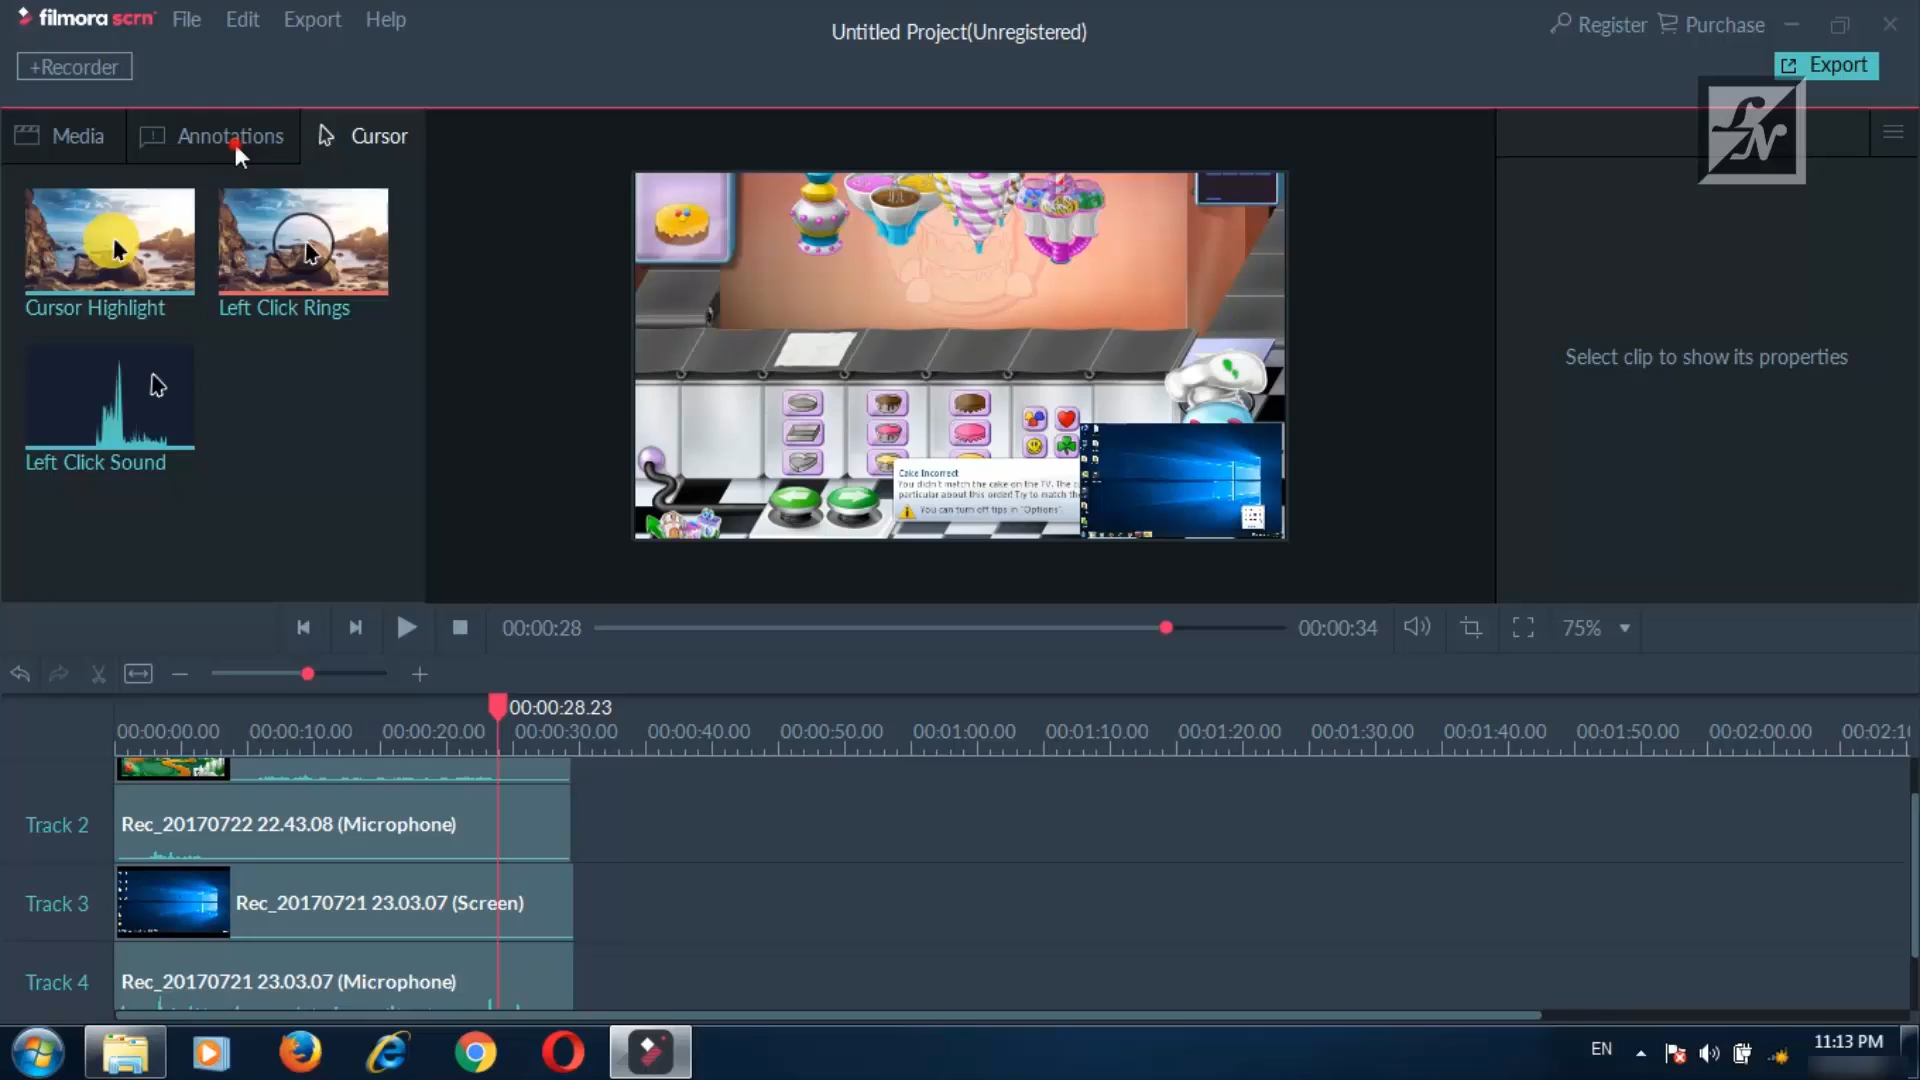 filmora scrn
File Edit Export Help
Untitled Project(Unregistered)
Register Purchase
+Recorder
Export
Media Annotations Cursor
Cursor Highlight
Left Click Rings
Left Click Sound
Select clip to show its properties
Cake Incorrect
You didn't match the cake on the TV. The
particular about this order! Try to match
You can turn off tips in "Options".
00:00:28
00:00:34
75%
00:00:28.23
00:00:00.00 00:00:10.00 00:00:20.00 00:00:30.00 00:00:40.00 00:00:50.00 00:01:00.00 00:01:10.00 00:01:20.00 00:01:30.00 00:01:40.00 00:01:50.00 00:02:00.00 00:02:1
Track 2
Rec_20170722 22.43.08 (Microphone)
Track 3
Rec_20170721 23.03.07 (Screen)
Track 4
Rec_20170721 23.03.07 (Microphone)
EN
11:13 PM